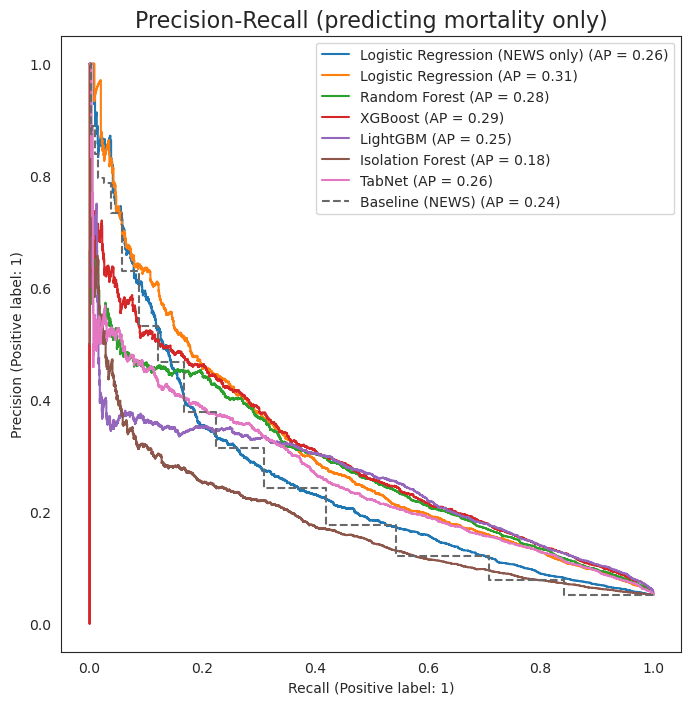 Precision-Recall (predicting mortality only)
Logistic Regression (NEWS only) (AP = 0.26)
Logistic Regression (AP = 0.31)
Random Forest (AP = 0.28)
XGBoost (AP = 0.29)
LightGBM (AP = 0.25)
Isolation Forest (AP = 0.18)
TabNet (AP = 0.26)
Baseline (NEWS) (AP = 0.24)
Precision (Positive label: 1)
1.0
0.8
0.6
0.4
0.2
0.0
0.0 0.2 0.4 0.6 0.8 1.0
Recall (Positive label: 1)